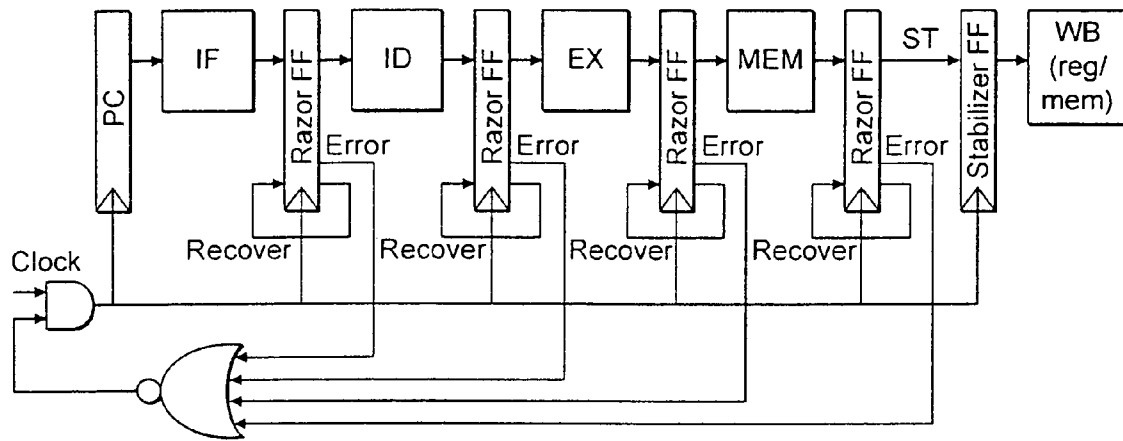 PC
IF
Razor FF
ID
Razor FF
EX
Razor FF
MEM
Razor FF
ST
Stabilizer FF
WB
(reg/
mem)
Error
Error
Error
Error
Recover
Recover
Recover
Recover
Clock